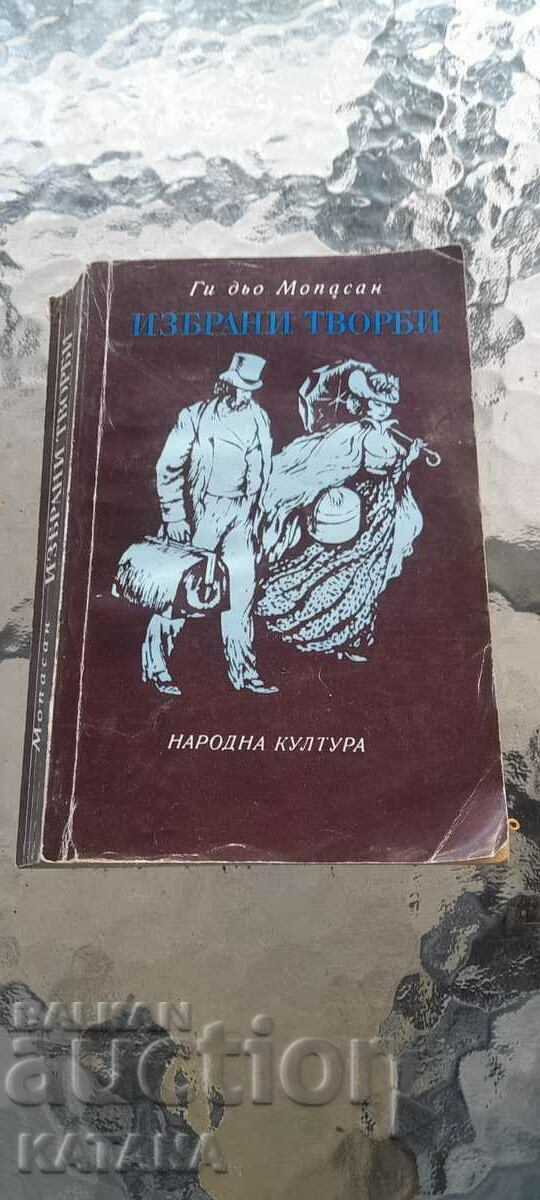 Ги дьо Мопасан
ИЗБРАНИ ТВОРБИ
НАРОДНА КУЛТУРА
Мопасан ИЗБРАНИ ТВОРБИ
BALKAN
auction
KATANA